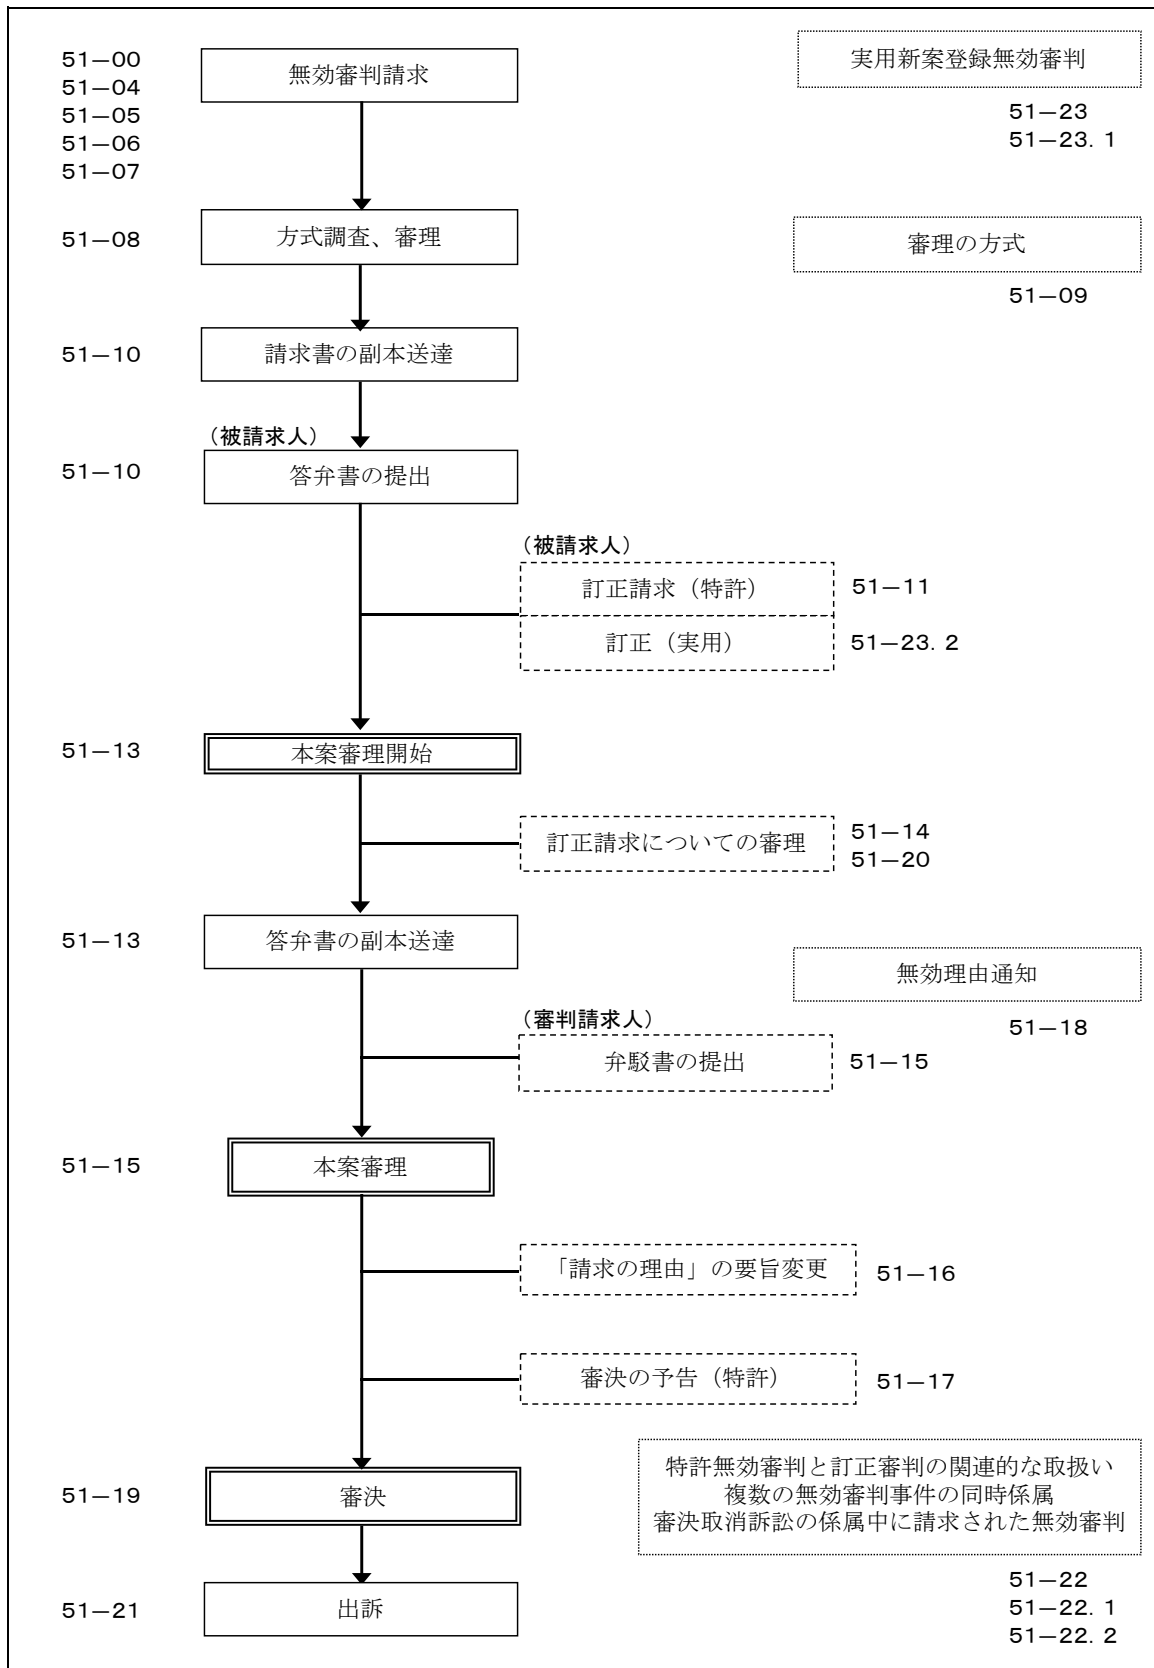 51―00
51―04
51―05
51―06
51―07
無効審判請求
実用新案登録無効審判
51―23
51―23．1
51―08
方式調査、審理
審理の方式
51―09
51―10
請求書の副本送達
（被請求人）
51―10
答弁書の提出
（被請求人）
訂正請求（特許）
51―11
訂正（実用）
51―23．2
51―13
本案審理開始
訂正請求についての審理
51―14
51―20
51―13
答弁書の副本送達
無効理由通知
51―18
（審判請求人）
弁駁書の提出
51―15
51―15
本案審理
「請求の理由」の要旨変更
51―16
審決の予告（特許）
51―17
特許無効審判と訂正審判の関連的な取扱い
複数の無効審判事件の同時係属
審決取消訴訟の係属中に請求された無効審判
51―22
51―22．1
51―22．2
51―19
審決
51―21
出訴